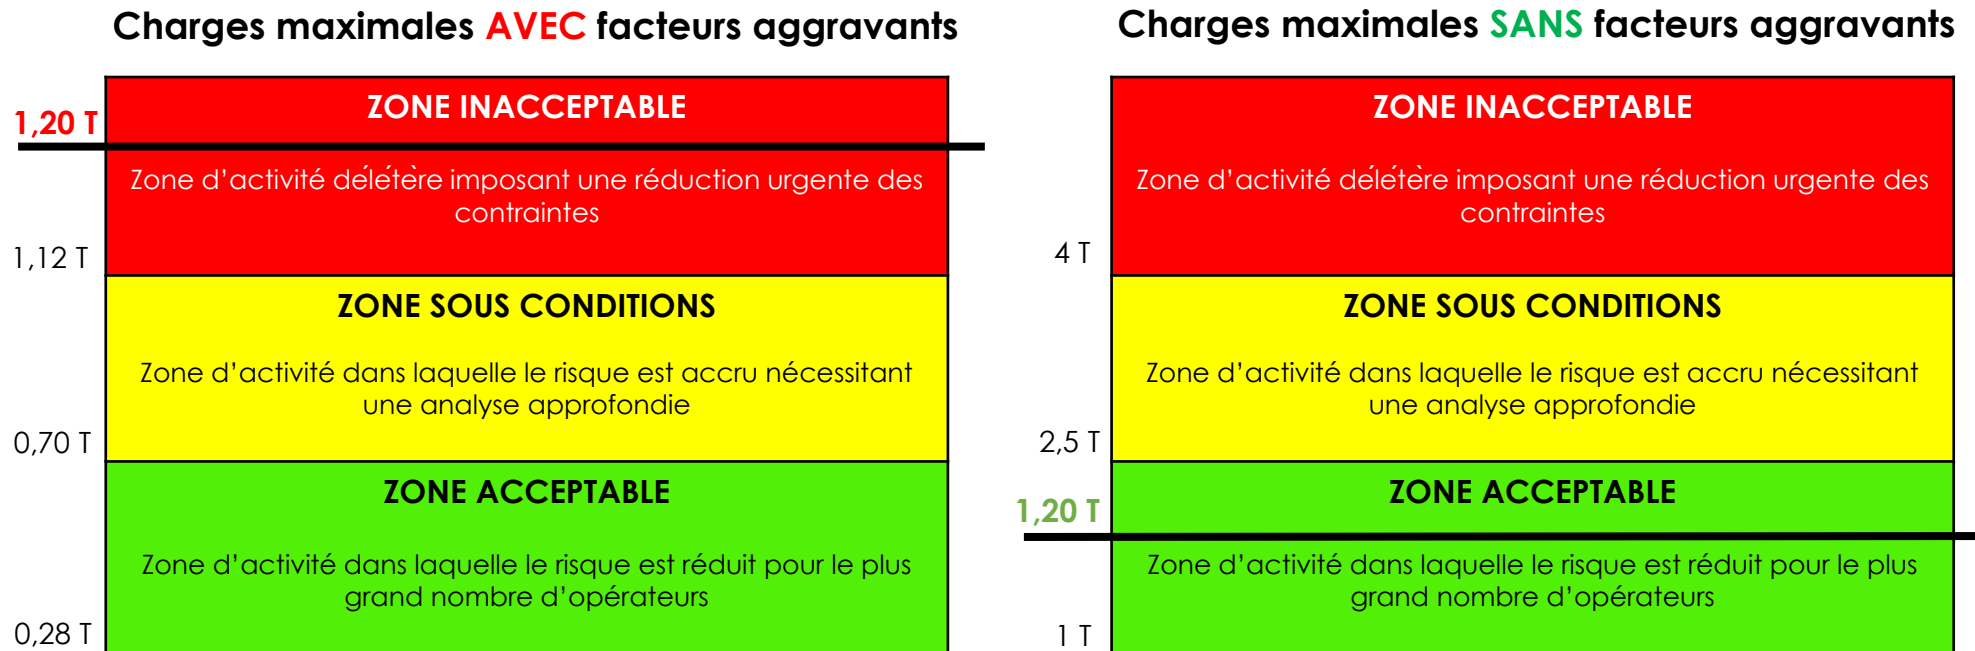 Charges maximales AVEC facteurs aggravants
1,20 T
ZONE INACCEPTABLE
Zone d’activité délétère imposant une réduction urgente des
contraintes
1,12 T
ZONE SOUS CONDITIONS
Zone d’activité dans laquelle le risque est accru nécessitant
une analyse approfondie
0,70 T
ZONE ACCEPTABLE
Zone d’activité dans laquelle le risque est réduit pour le plus
grand nombre d’opérateurs
0,28 T
Charges maximales SANS facteurs aggravants
ZONE INACCEPTABLE
Zone d’activité délétère imposant une réduction urgente des
contraintes
4 T
ZONE SOUS CONDITIONS
Zone d’activité dans laquelle le risque est accru nécessitant
une analyse approfondie
2,5 T
ZONE ACCEPTABLE
1,20 T
Zone d’activité dans laquelle le risque est réduit pour le plus
grand nombre d’opérateurs
1 T